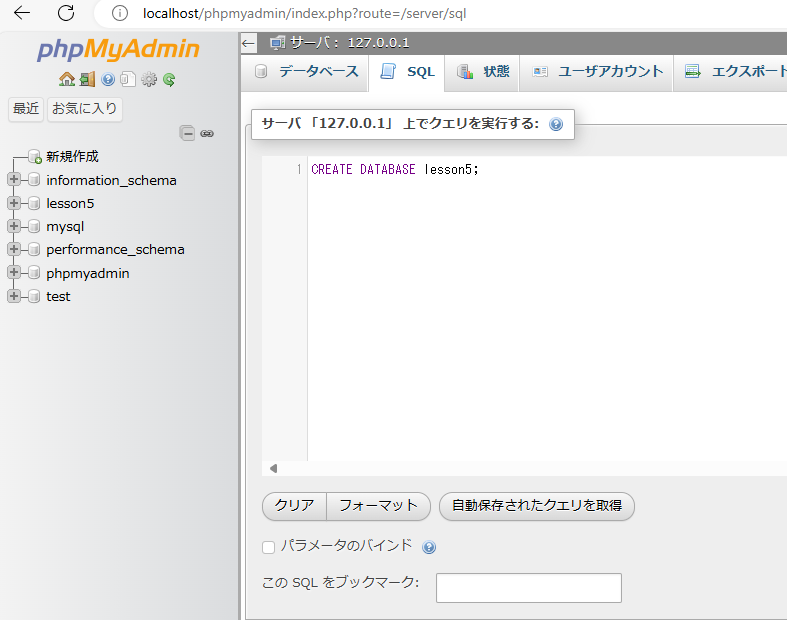 localhost/phpmyadmin/index.php?route=/server/sql
phpMyAdmin
最近 お気に入り
新規作成
information_schema
lesson5
mysql
performance_schema
phpmyadmin
test
サーバ: 127.0.0.1
データベース SQL 状態 ユーザアカウント エクスポート
サーバ 「127.0.0.1」 上でクエリを実行する:
1 CREATE DATABASE lesson5;
クリア フォーマット 自動保存されたクエリを取得
パラメータのバインド
この SQL をブックマーク: